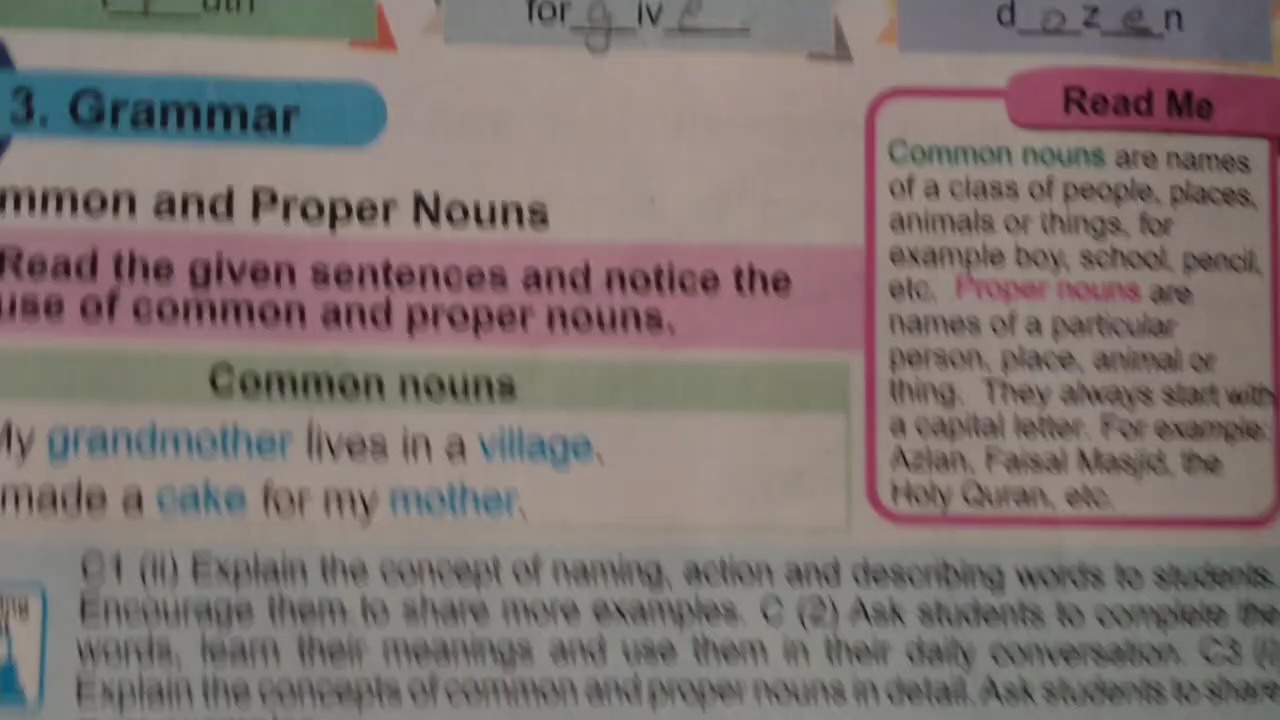 uth
for g iv e
d o z e n
3. Grammar
mmon and Proper Nouns
Read the given sentences and notice the
use of common and proper nouns.
Common nouns
My grandmother lives in a village.
made a cake for my mother.
Read Me
Common nouns are names
of a class of people, places,
animals or things, for
example boy, school, pencil,
etc. Proper nouns are
names of a particular
person, place, animal or
thing. They always start with
a capital letter. For example:
Azlan, Faisal Masjid, the
Holy Quran, etc.
C1 (ii) Explain the concept of naming, action and describing words to students.
Encourage them to share more examples. C (2) Ask students to complete the
words, learn their meanings and use them in their daily conversation. C3 (i)
Explain the concepts of common and proper nouns in detail. Ask students to share